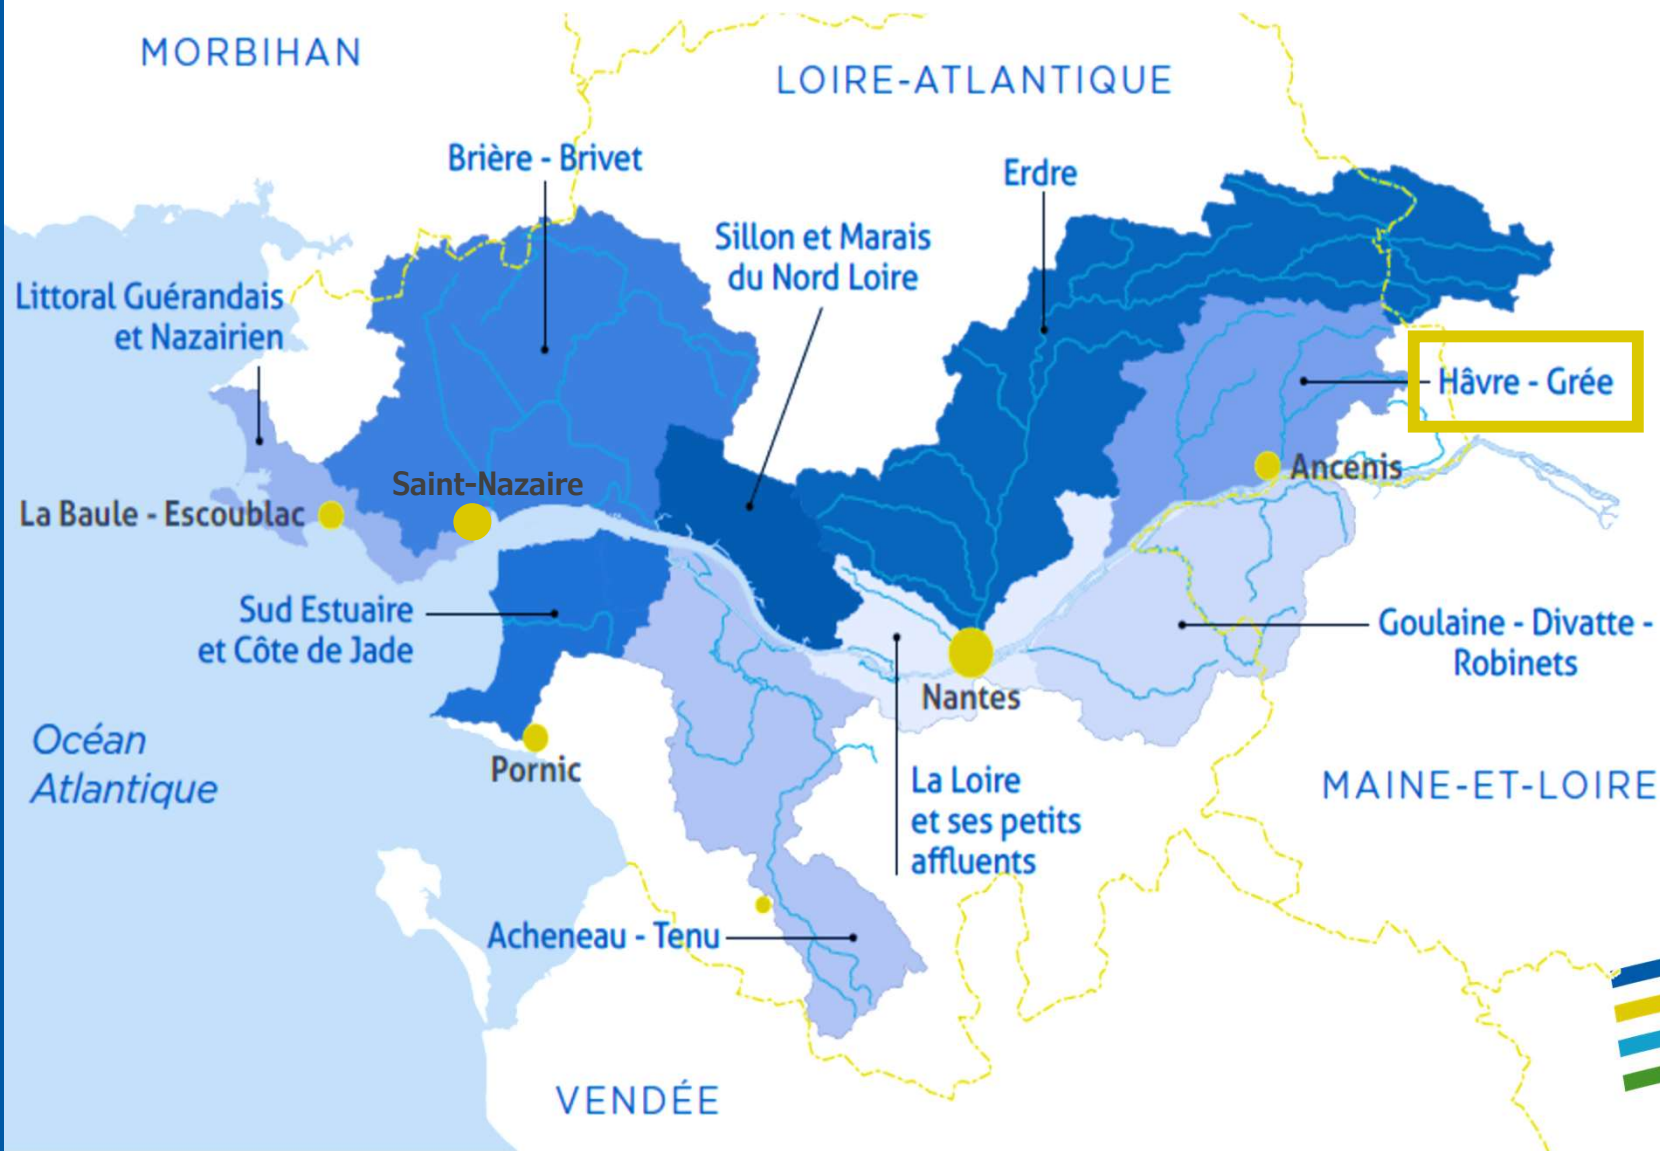 MORBIHAN
LOIRE-ATLANTIQUE
Brière - Brivet
Erdre
Sillon et Marais
du Nord Loire
Littoral Guérandais
et Nazairien
Hâvre - Grée
Ancenis
Saint-Nazaire
La Baule - Escoublac
Sud Estuaire
et Côte de Jade
Goulaine - Divatte -
Robinets
Nantes
Océan
Atlantique
Pornic
La Loire
et ses petits
affluents
MAINE-ET-LOIRE
Acheneau - Tenu
VENDÉE